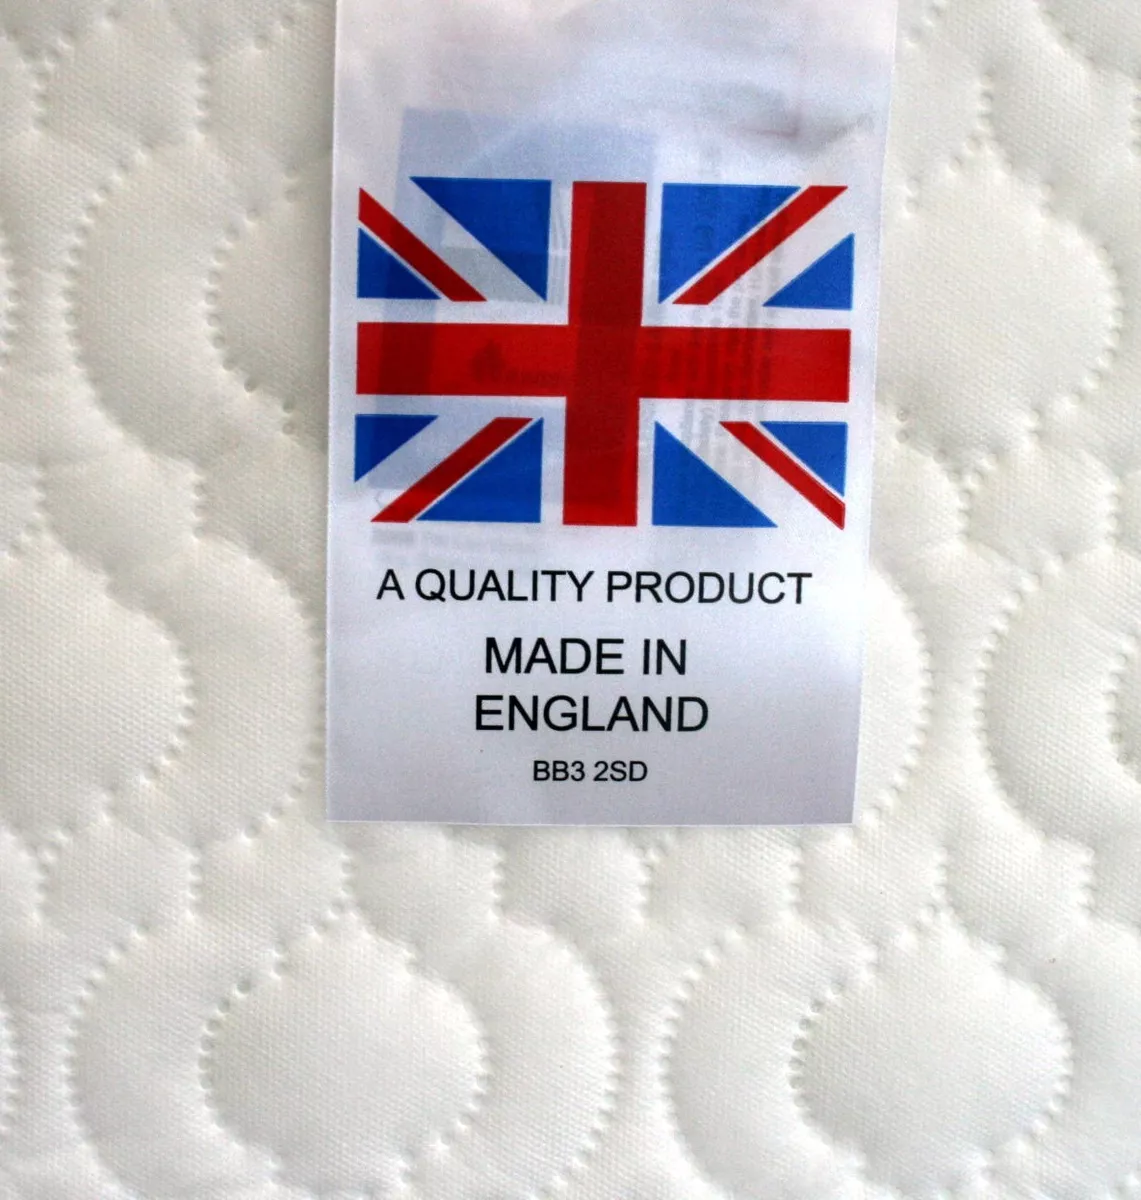 A QUALITY PRODUCT
MADE IN
ENGLAND
BB3 2SD